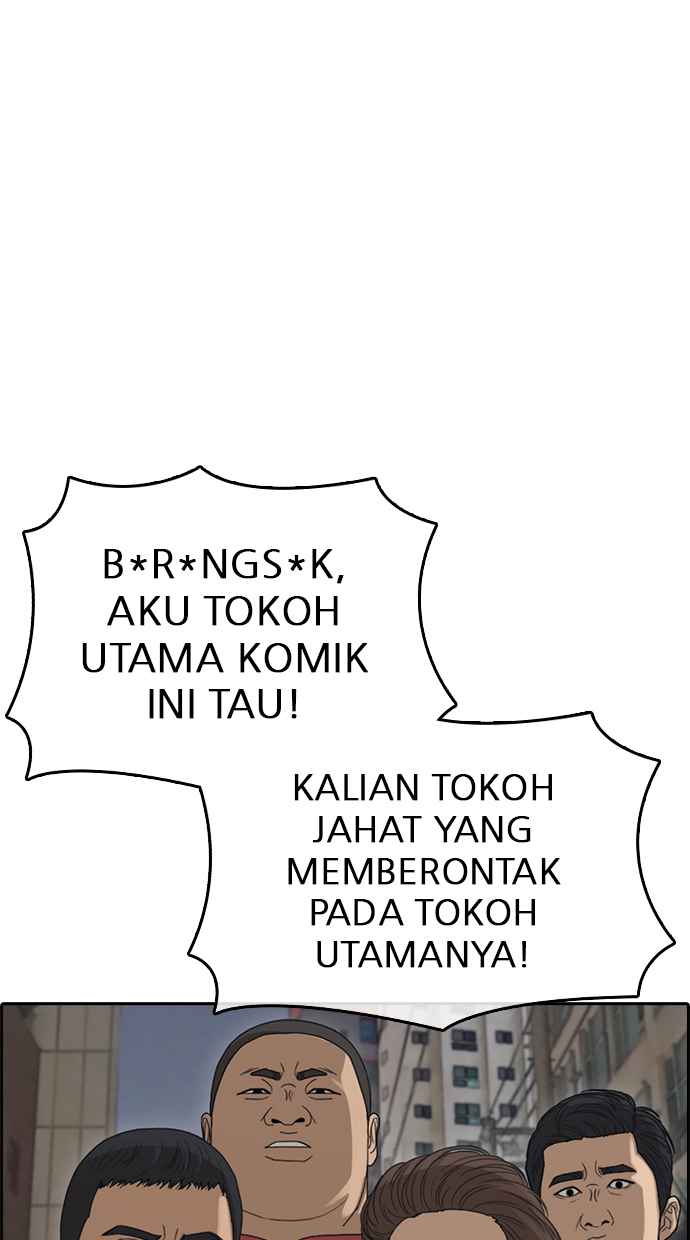 B*R*NGS*K,
AKU TOKOH
UTAMA KOMIK
INI TAU!
KALIAN TOKOH
JAHAT YANG
MEMBERONTAK
PADA TOKOH
UTAMANYA!